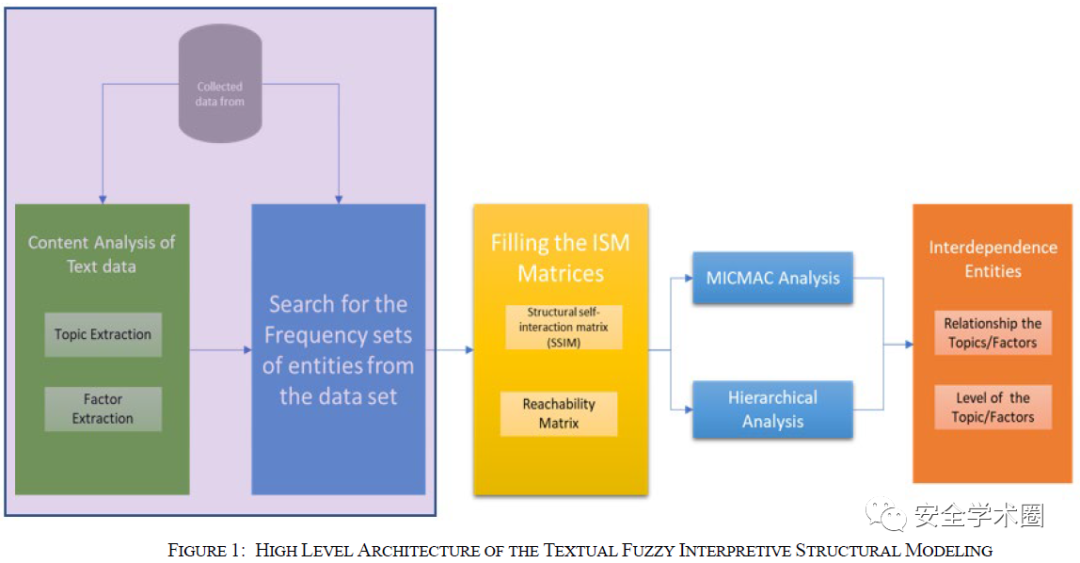 Collected
data from
Content Analysis of
Text data
Topic Extraction
Factor
Extraction
Search for the
Frequency sets
of entities from
the data set
Filling the ISM
Matrices
Structural self-
interaction matrix
(SSIM)
Reachability
Matrix
MICMAC Analysis
Hierarchical
Analysis
Interdependence
Entities
Relationship the
Topics/Factors
Level of the
Topic/Factors
安全学术圈
FIGURE 1: HIGH LEVEL ARCHITECTURE OF THE TEXTUAL FUZZY INTERPRETIVE STRUCTURAL MODELING